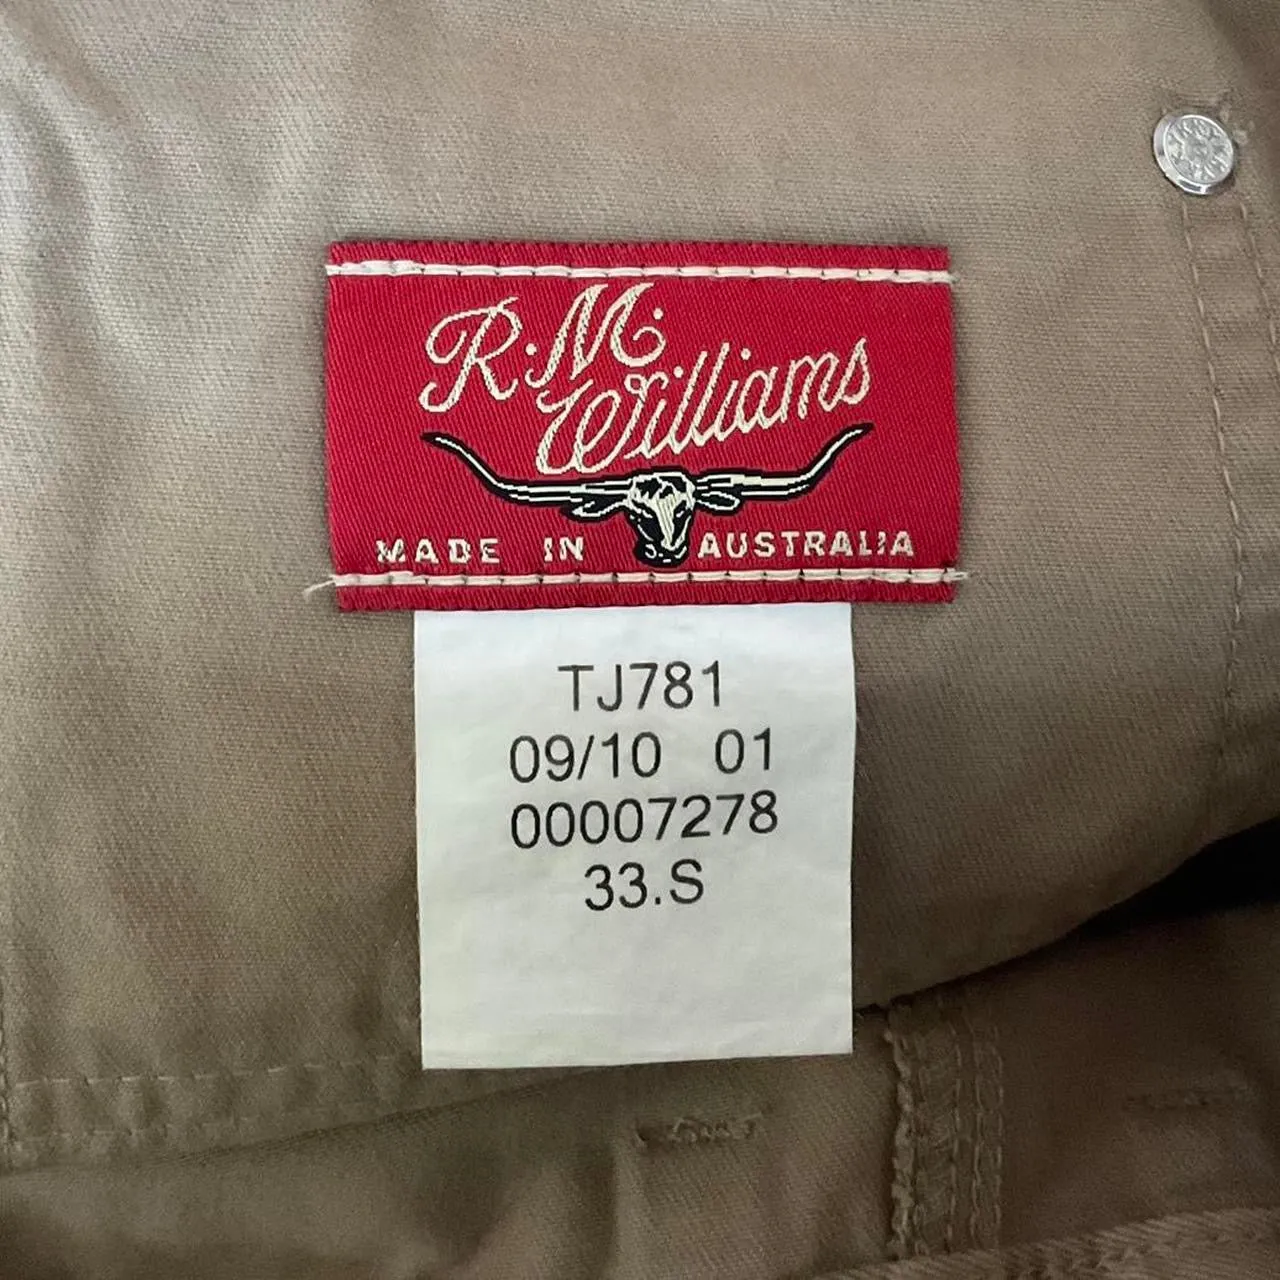 R.M.
Williams
MADE IN AUSTRALIA
TJ781
09/10 01
00007278
33.S